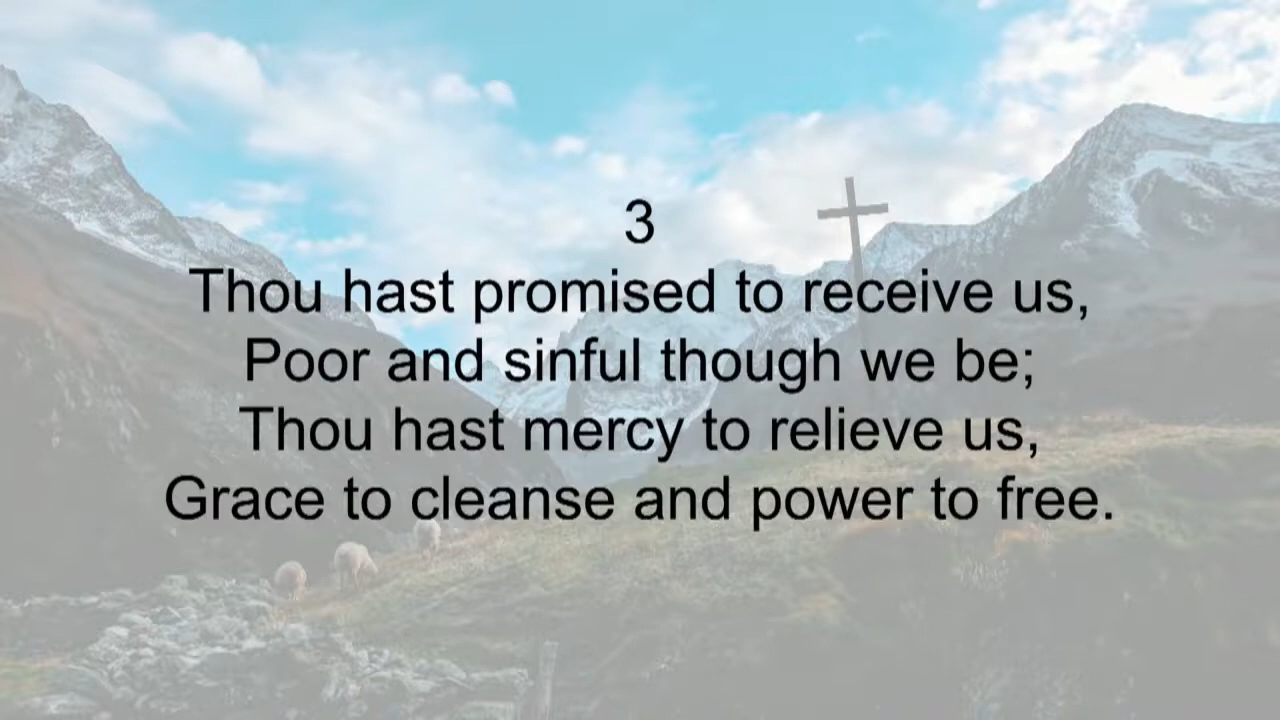 3
Thou hast promised to receive us,
Poor and sinful though we be;
Thou hast mercy to relieve us,
Grace to cleanse and power to free.